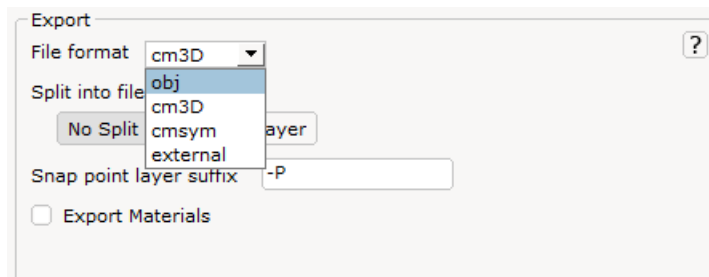 Export
File format cm3D
?
obj
Split into file
cm3D
No Split cmsym ayer
external
Snap point layer suffix -P
Export Materials